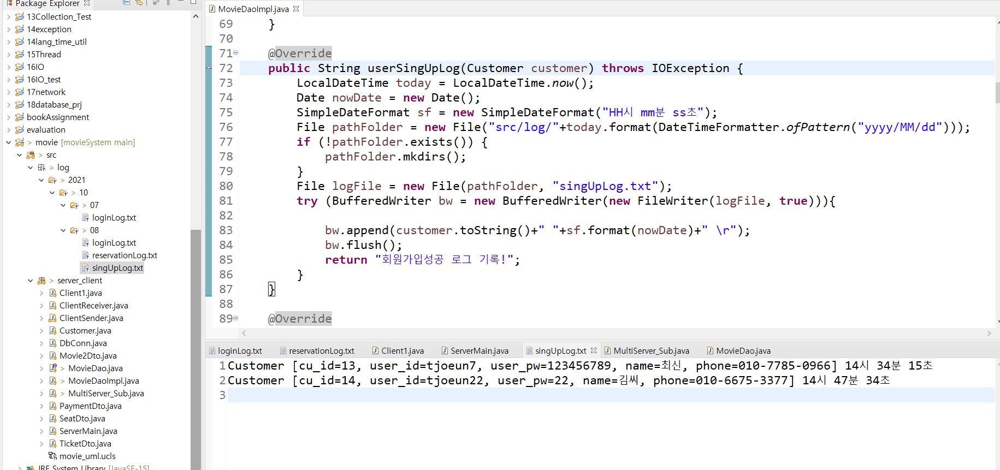 Package Explorer
13Collection_Test
14exception
14lang_time_util
15Thread
16IO
16IO_test
17network
18database_prj
bookAssignment
evaluation
> movie [movieSystem main]
> src
> log
> 2021
> 10
> 07
loginLog.txt
> 08
loginLog.txt
reservationLog.txt
singUpLog.txt
> server_client
Client1.java
ClientReceiver.java
ClientSender.java
Customer.java
DbConn.java
Movie2Dto.java
> MovieDao.java
> MovieDaoImpl.java
> MultiServer_Sub.java
PaymentDto.java
SeatDto.java
ServerMain.java
TicketDto.java
movie_uml.ucls
JRE System Library [JavaSE-15]
MovieDaoImpl.java
69 }
70
71 @Override
72 public String userSingUpLog(Customer customer) throws IOException {
73 LocalDateTime today = LocalDateTime.now();
74 Date nowDate = new Date();
75 SimpleDateFormat sf = new SimpleDateFormat("HH시 mm분 ss초");
76 File pathFolder = new File("src/log/"+today.format(DateTimeFormatter.ofPattern("yyyy/MM/dd")));
77 if (!pathFolder.exists()) {
78 pathFolder.mkdirs();
79 }
80 File logFile = new File(pathFolder, "singUpLog.txt");
81 try (BufferedWriter bw = new BufferedWriter(new FileWriter(logFile, true))){
82
83 bw.append(customer.toString()+" "+sf.format(nowDate)+" \r");
84 bw.flush();
85 return "회원가입성공 로그 기록!";
86 }
87 }
88
89 @Override
loginLog.txt reservationLog.txt Client1.java ServerMain.java singUpLog.txt MultiServer_Sub.java MovieDao.java
1 Customer [cu_id=13, user_id=tjoeun7, user_pw=123456789, name=최신, phone=010-7785-0966] 14시 34분 15초
2 Customer [cu_id=14, user_id=tjoeun22, user_pw=22, name=김씨, phone=010-6675-3377] 14시 47분 34초
3